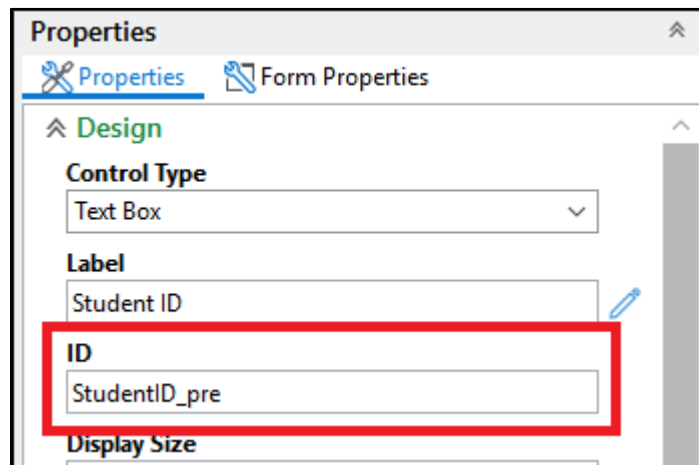 Properties
Properties Form Properties
Design
Control Type
Text Box
Label
Student ID
ID
StudentID_pre
Display Size